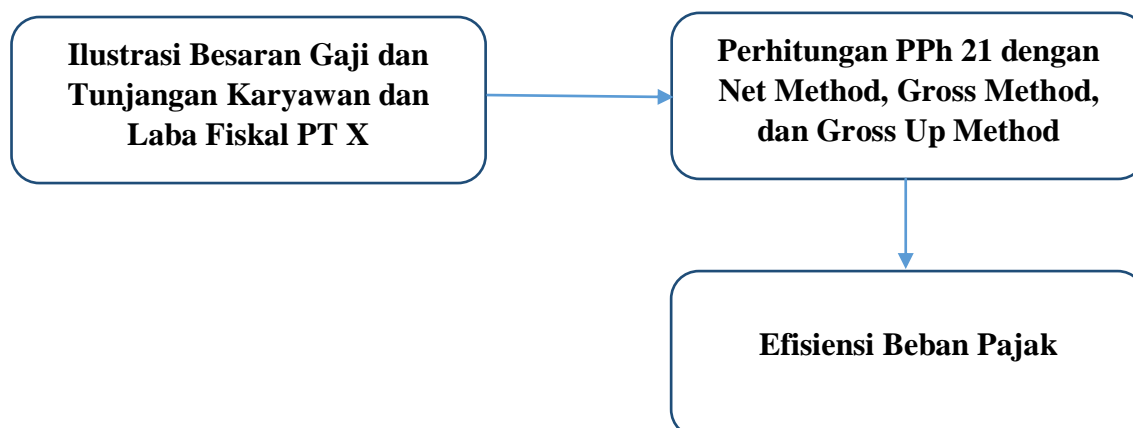 Ilustrasi Besaran Gaji dan
Tunjangan Karyawan dan
Laba Fiskal PT X
Perhitungan PPh 21 dengan
Net Method, Gross Method,
dan Gross Up Method
Efisiensi Beban Pajak